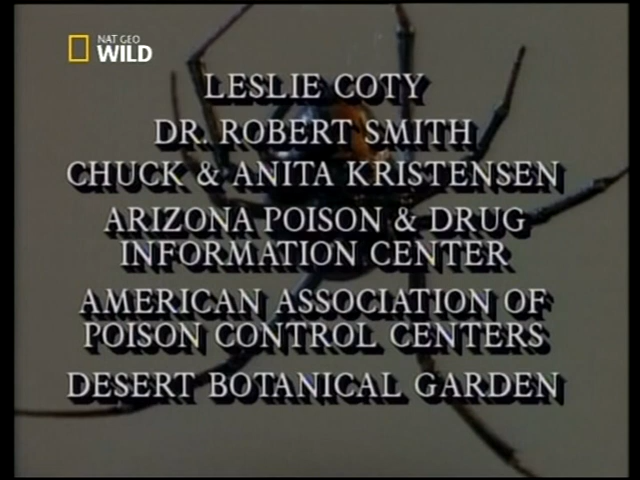 NAT GEO
WILD
LESLIE COTY
DR. ROBERT SMITH
CHUCK & ANITA KRISTENSEN
ARIZONA POISON & DRUG
INFORMATION CENTER
AMERICAN ASSOCIATION OF
POISON CONTROL CENTERS
DESERT BOTANICAL GARDEN